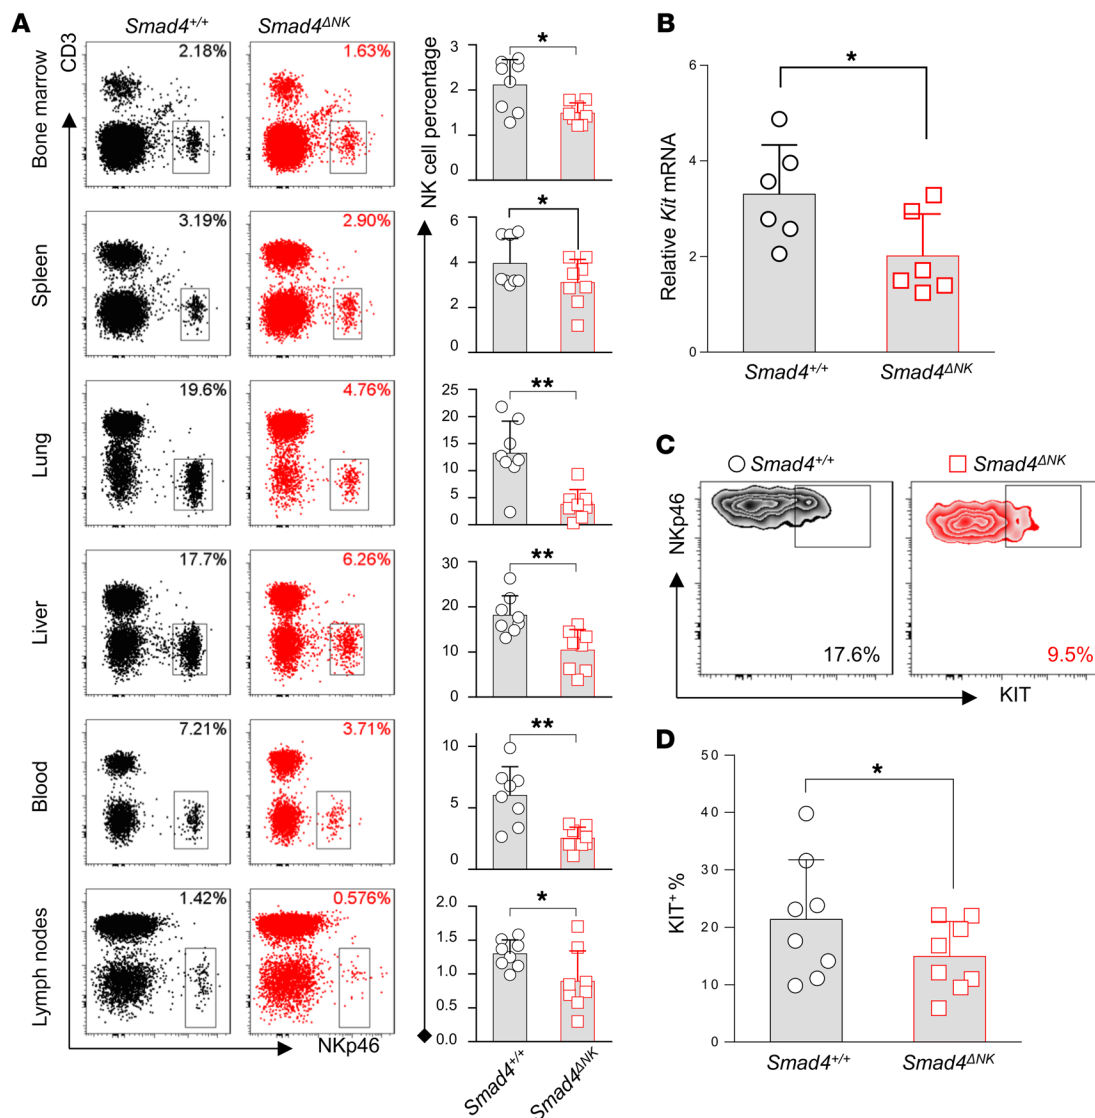 A
Smad4+/+
Smad4ΔNK
CD3
Bone marrow
2.18%
1.63%
Spleen
3.19%
2.90%
Lung
19.6%
4.76%
Liver
17.7%
6.26%
Blood
7.21%
3.71%
Lymph nodes
1.42%
0.576%
NKp46
NK cell percentage
3
2
1
0
*
6
4
2
0
*
25
20
15
10
5
0
**
30
20
10
0
**
10
5
0
**
2.0
1.5
1.0
0.5
0.0
*
Smad4+/+
Smad4ΔNK
B
Relative Kit mRNA
6
4
2
0
*
Smad4+/+
Smad4ΔNK
C
Smad4+/+
Smad4ΔNK
NKp46
17.6%
9.5%
KIT
D
KIT+ %
50
40
30
20
10
0
*
Smad4+/+
Smad4ΔNK